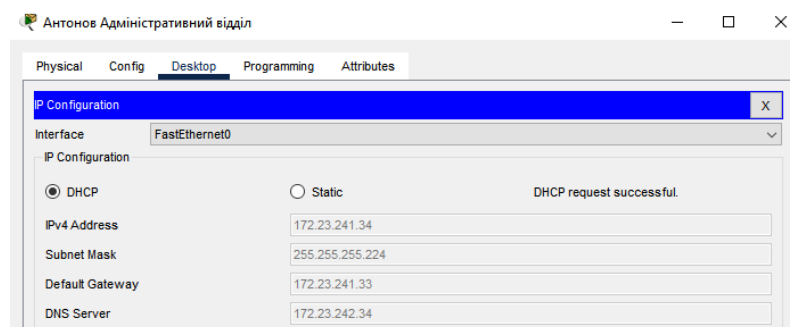 Антонов Адміністративний відділ
Physical Config Desktop Programming Attributes
IP Configuration X
Interface FastEthernet0
IP Configuration
DHCP Static DHCP request successful.
IPv4 Address 172.23.241.34
Subnet Mask 255.255.255.224
Default Gateway 172.23.241.33
DNS Server 172.23.242.34